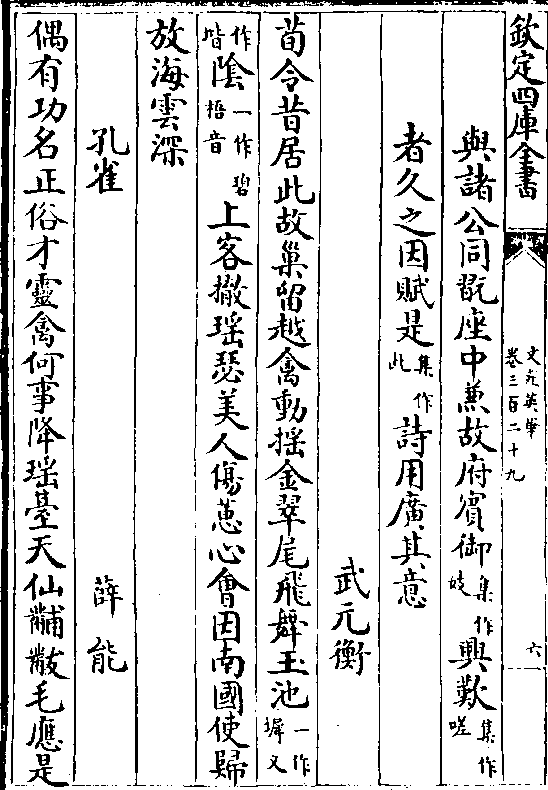 欽定四庫全書
文苑英華
卷三百二十九
六
與諸公同翫座中兼故府賓御集作妓興歎集作嗟
者久之因賦是集作此詩用廣其意
武元衡
荀令昔居此故巢留越禽動揺金翠尾飛舞玉池一作墀又
作堦陰一作碧梧音上客撤瑶瑟美人傷蕙心㑹因南國使歸
放海雲深
孔雀 薛能
偶有功名正俗才靈禽何事降瑶臺天仙黼黻毛應是